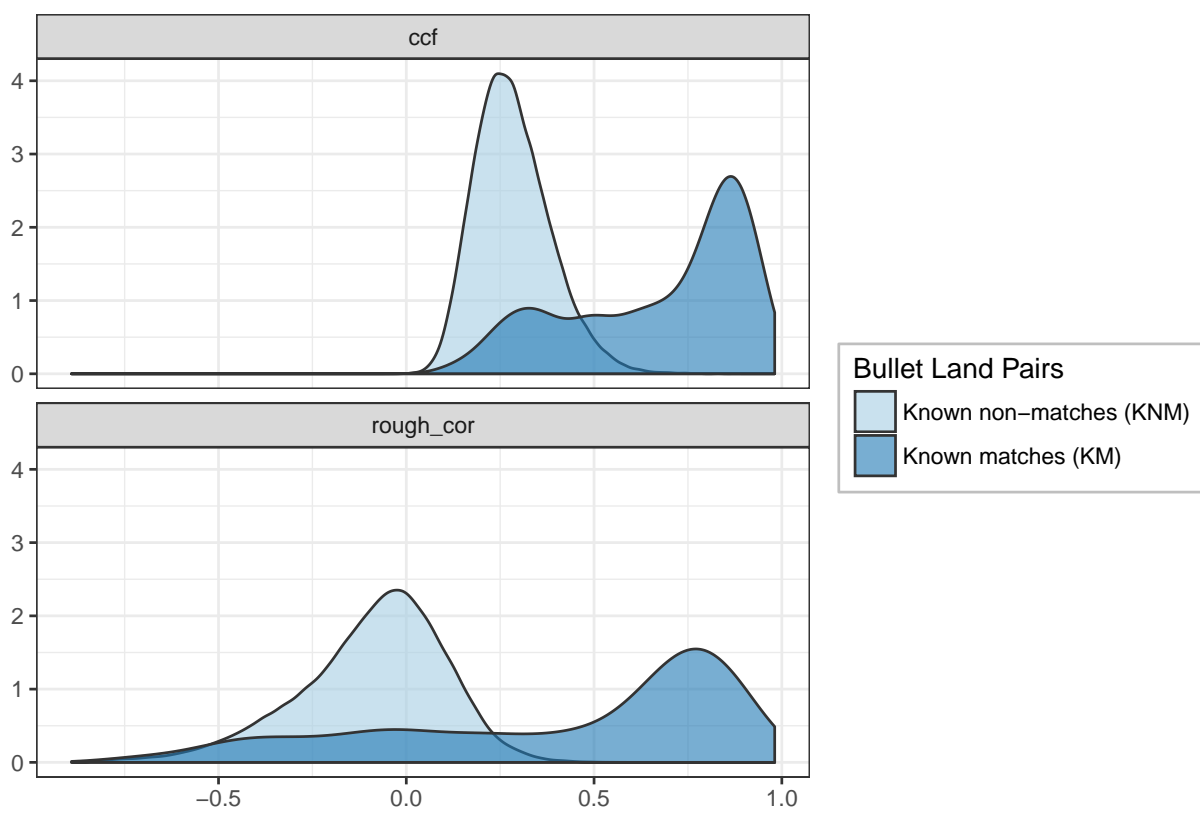 ccf
4
3
2
1
0
rough_cor
4
3
2
1
0
−0.5 0.0 0.5 1.0
Bullet Land Pairs
Known non−matches (KNM)
Known matches (KM)